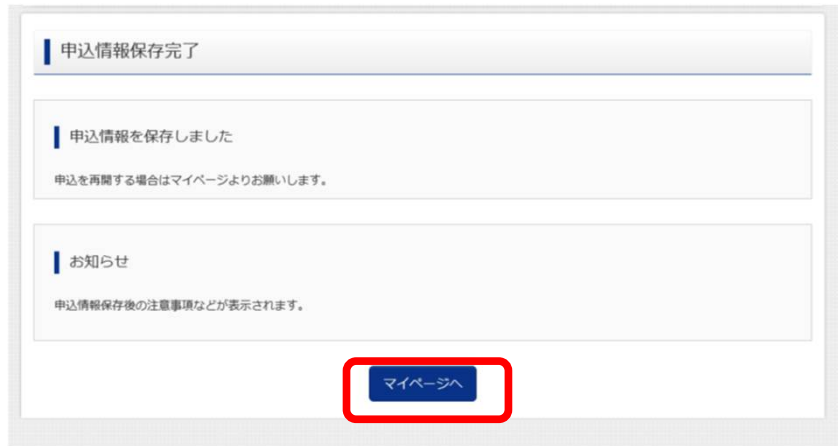 申込情報保存完了
申込情報を保存しました
申込を再開する場合はマイページよりお願いします。
お知らせ
申込情報保存後の注意事項などが表示されます。
マイページへ